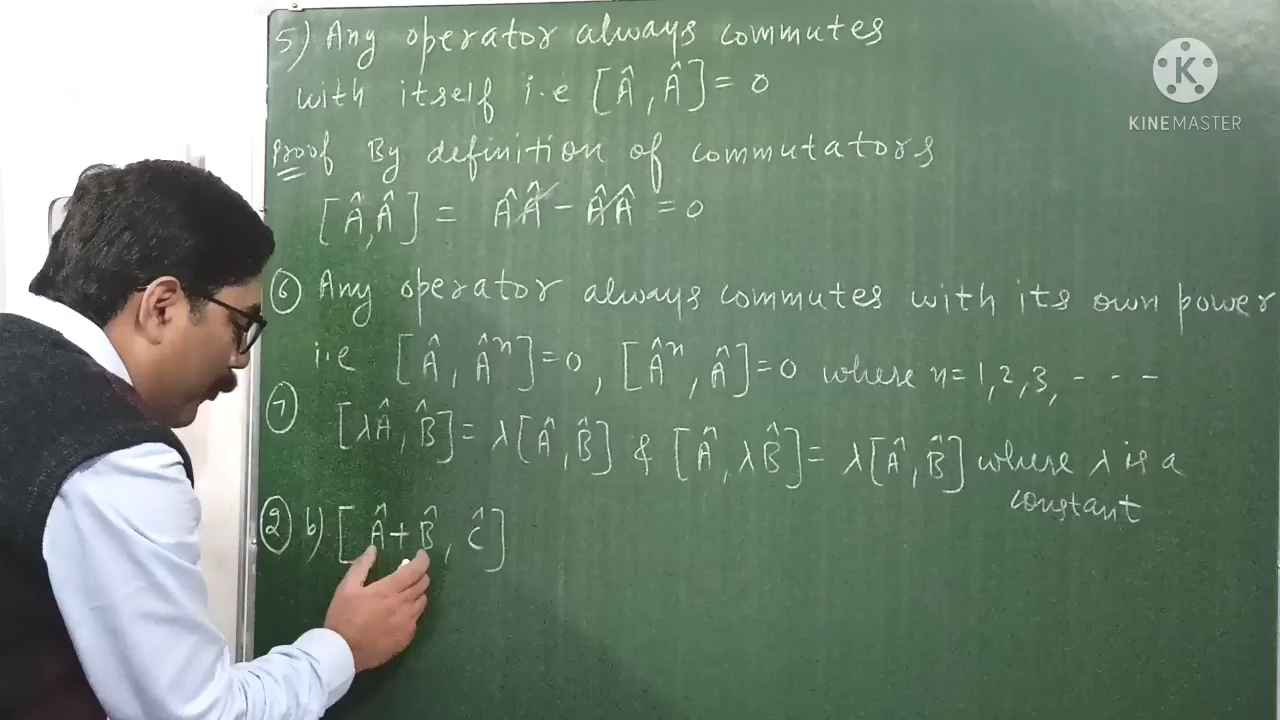 5) Any operator always commutes
with itself i.e [Â, Â] = 0
Proof By definition of commutators
[Â, Â] = ÂÂ - ÂÂ = 0
⑥ Any operator always commutes with its own power
i.e [Â, Âⁿ] = 0, [Âⁿ, Â] = 0 where n = 1, 2, 3, - - -
⑦ [λÂ, B̂] = λ[Â, B̂] & [Â, λB̂] = λ[Â, B̂] where λ is a
constant
② b) [Â + B̂, Ĉ]
K
KINEMASTER